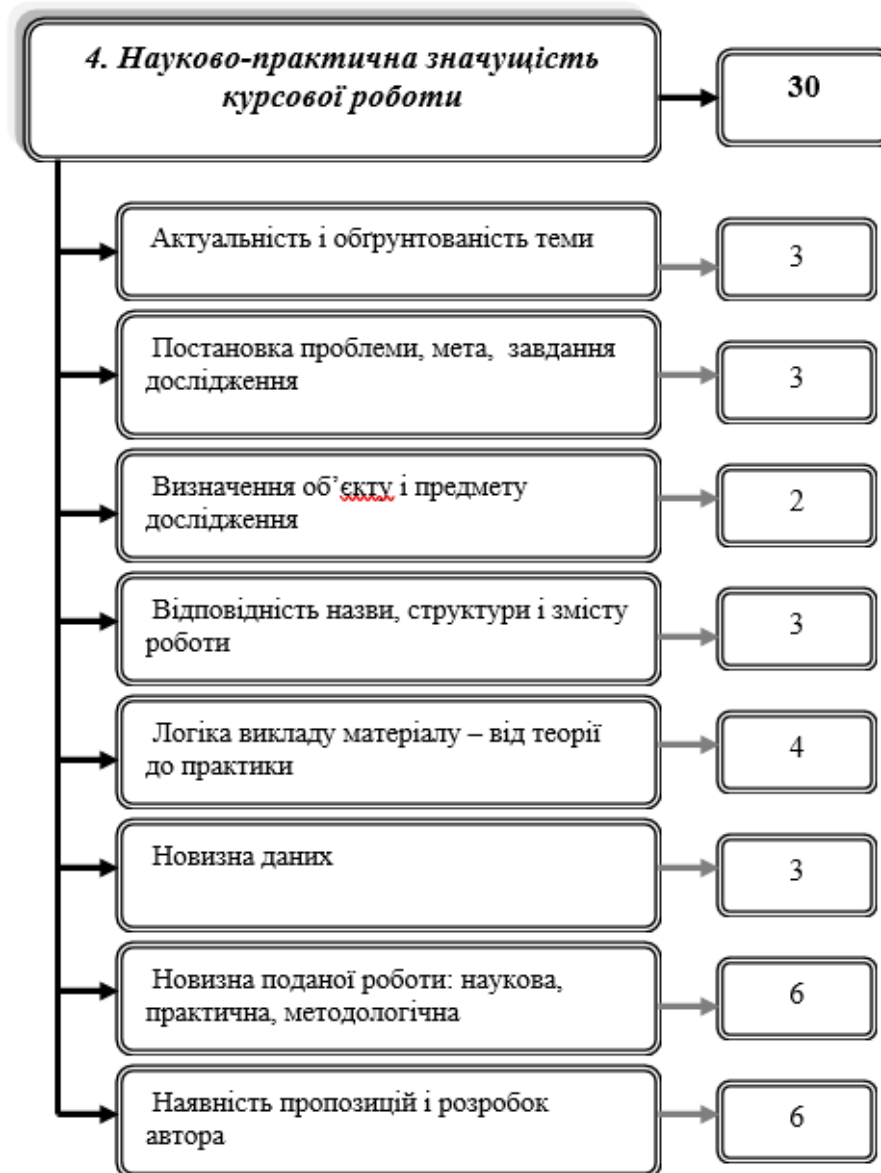 4. Науково-практична значущість
курсової роботи
30
Актуальність і обґрунтованість теми
3
Постановка проблеми, мета, завдання
дослідження
3
Визначення об’єкту і предмету
дослідження
2
Відповідність назви, структури і змісту
роботи
3
Логіка викладу матеріалу – від теорії
до практики
4
Новизна даних
3
Новизна поданої роботи: наукова,
практична, методологічна
6
Наявність пропозицій і розробок
автора
6